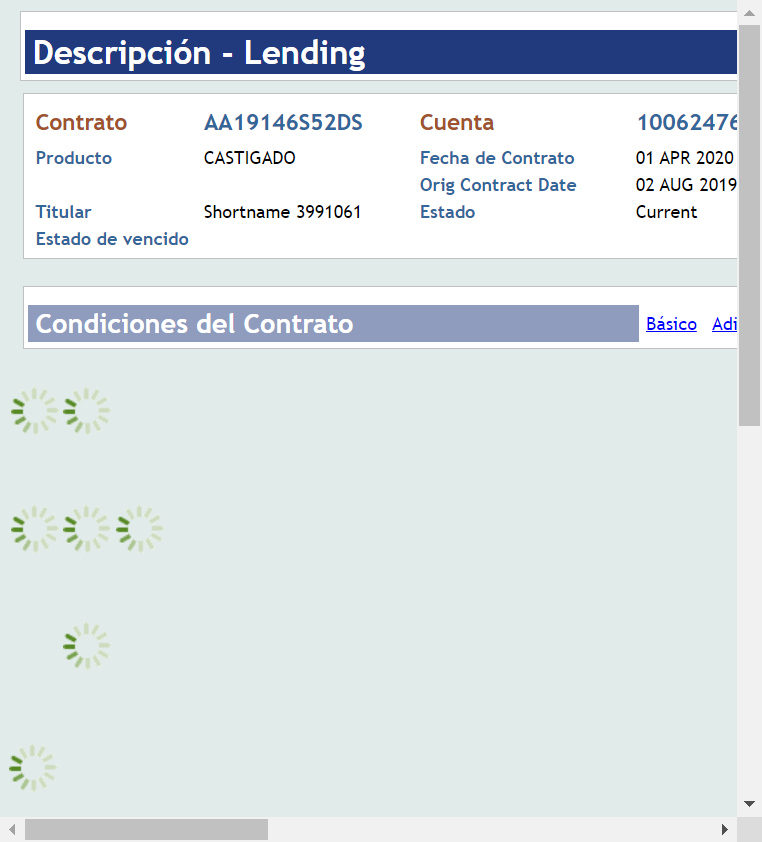 Descripción - Lending
Contrato AA19146S52DS Cuenta 10062476
Producto CASTIGADO Fecha de Contrato 01 APR 2020
Orig Contract Date 02 AUG 2019
Titular Shortname 3991061 Estado Current
Estado de vencido
Condiciones del Contrato Básico Adi